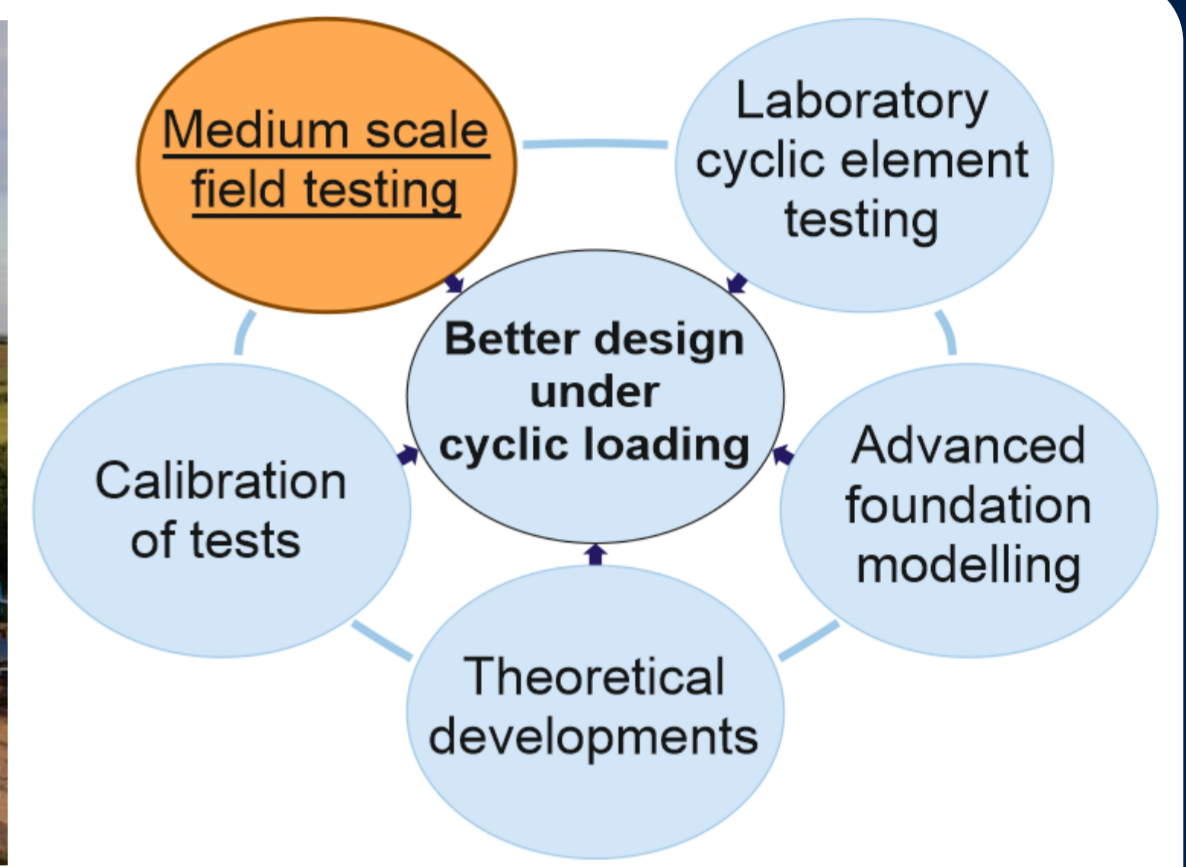 Medium scale
field testing
Laboratory
cyclic element
testing
Better design
under
cyclic loading
Calibration
of tests
Advanced
foundation
modelling
Theoretical
developments